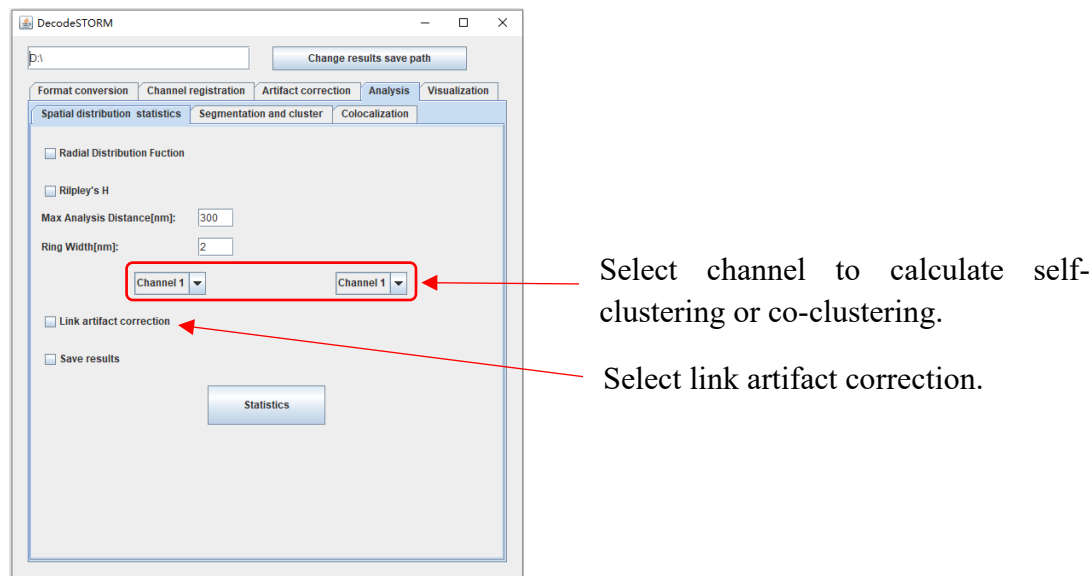 DecodeSTORM
D:\
Change results save path
Format conversion Channel registration Artifact correction Analysis Visualization
Spatial distribution statistics Segmentation and cluster Colocalization
Radial Distribution Fuction
Rilpley's H
Max Analysis Distance[nm]: 300
Ring Width[nm]: 2
Channel 1 Channel 1
Select channel to calculate self-
clustering or co-clustering.
Link artifact correction
Select link artifact correction.
Save results
Statistics